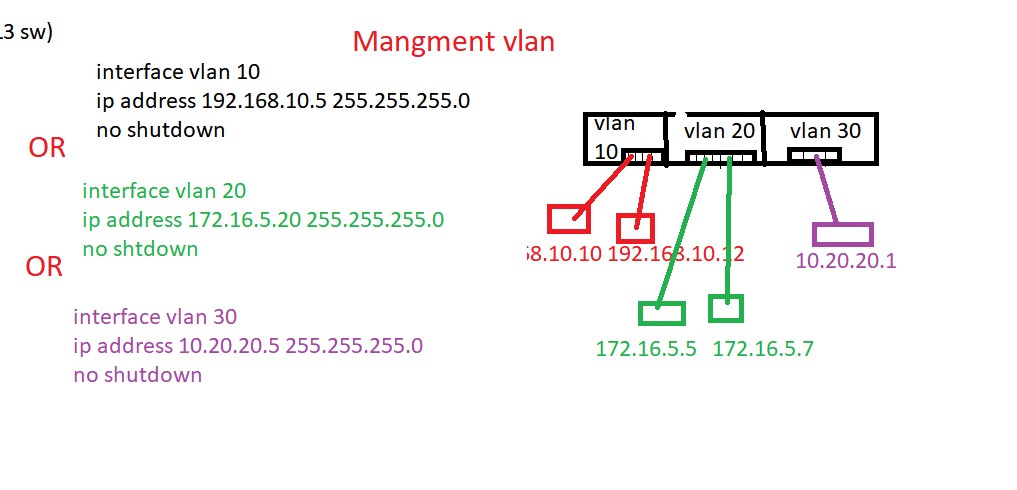 L3 sw)
Mangment vlan
interface vlan 10
ip address 192.168.10.5 255.255.255.0
no shutdown
OR
interface vlan 20
ip address 172.16.5.20 255.255.255.0
no shtdown
OR
interface vlan 30
ip address 10.20.20.5 255.255.255.0
no shutdown
vlan
10
vlan 20
vlan 30
58.10.10 192.168.10.12
10.20.20.1
172.16.5.5 172.16.5.7